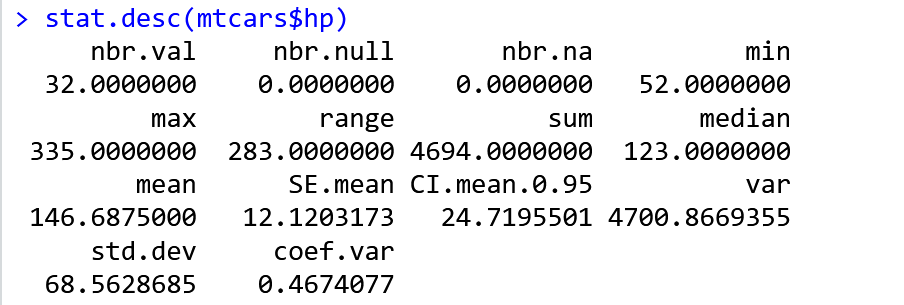 > stat.desc(mtcars$hp)
nbr.val nbr.null nbr.na min
32.0000000 0.0000000 0.0000000 52.0000000
max range sum median
335.0000000 283.0000000 4694.0000000 123.0000000
mean SE.mean CI.mean.0.95 var
146.6875000 12.1203173 24.7195501 4700.8669355
std.dev coef.var
68.5628685 0.4674077